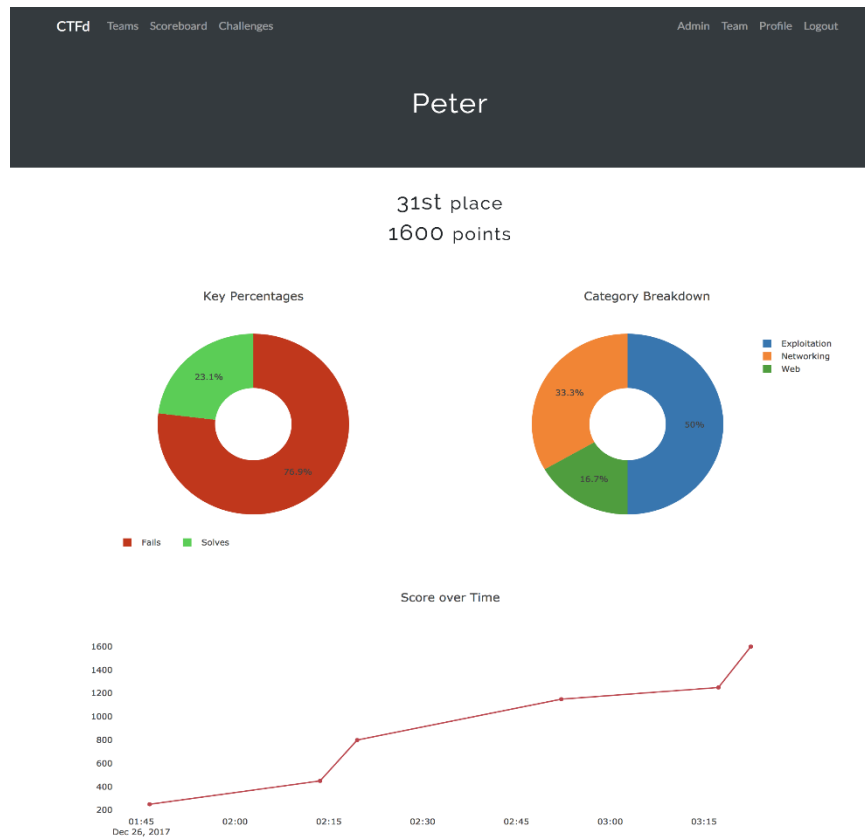 CTFd Teams Scoreboard Challenges Admin Team Profile Logout
Peter
31st place
1600 points
Key Percentages
23.1%
76.9%
Fails Solves
Category Breakdown
Exploitation
Networking
Web
33.3%
50%
16.7%
Score over Time
1600
1400
1200
1000
800
600
400
200
01:45 02:00 02:15 02:30 02:45 03:00 03:15
Dec 26, 2017